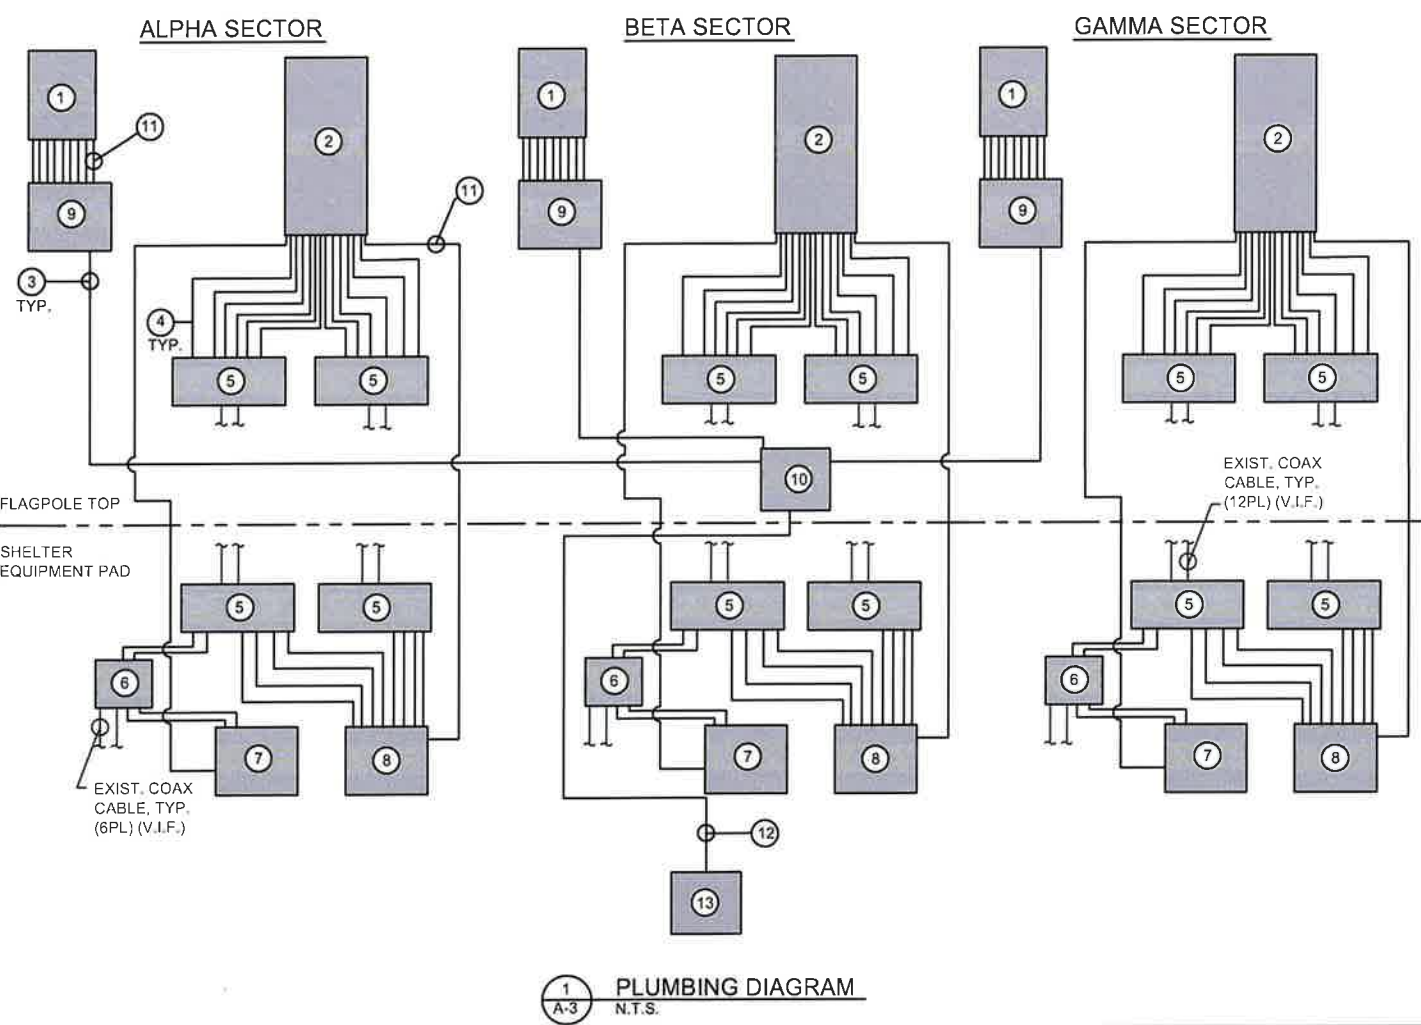 ALPHA SECTOR
BETA SECTOR
GAMMA SECTOR
1
2
11
9
11
3
TYP.
4
TYP.
5
5
1
2
9
5
5
1
2
9
5
5
10
EXIST. COAX
CABLE, TYP.
(12PL) (V.I.F.)
FLAGPOLE TOP
SHELTER
EQUIPMENT PAD
5
5
6
7
8
EXIST. COAX
CABLE, TYP.
(6PL) (V.I.F.)
5
5
6
7
8
12
13
5
5
6
7
8
1
A-3
PLUMBING DIAGRAM
N.T.S.